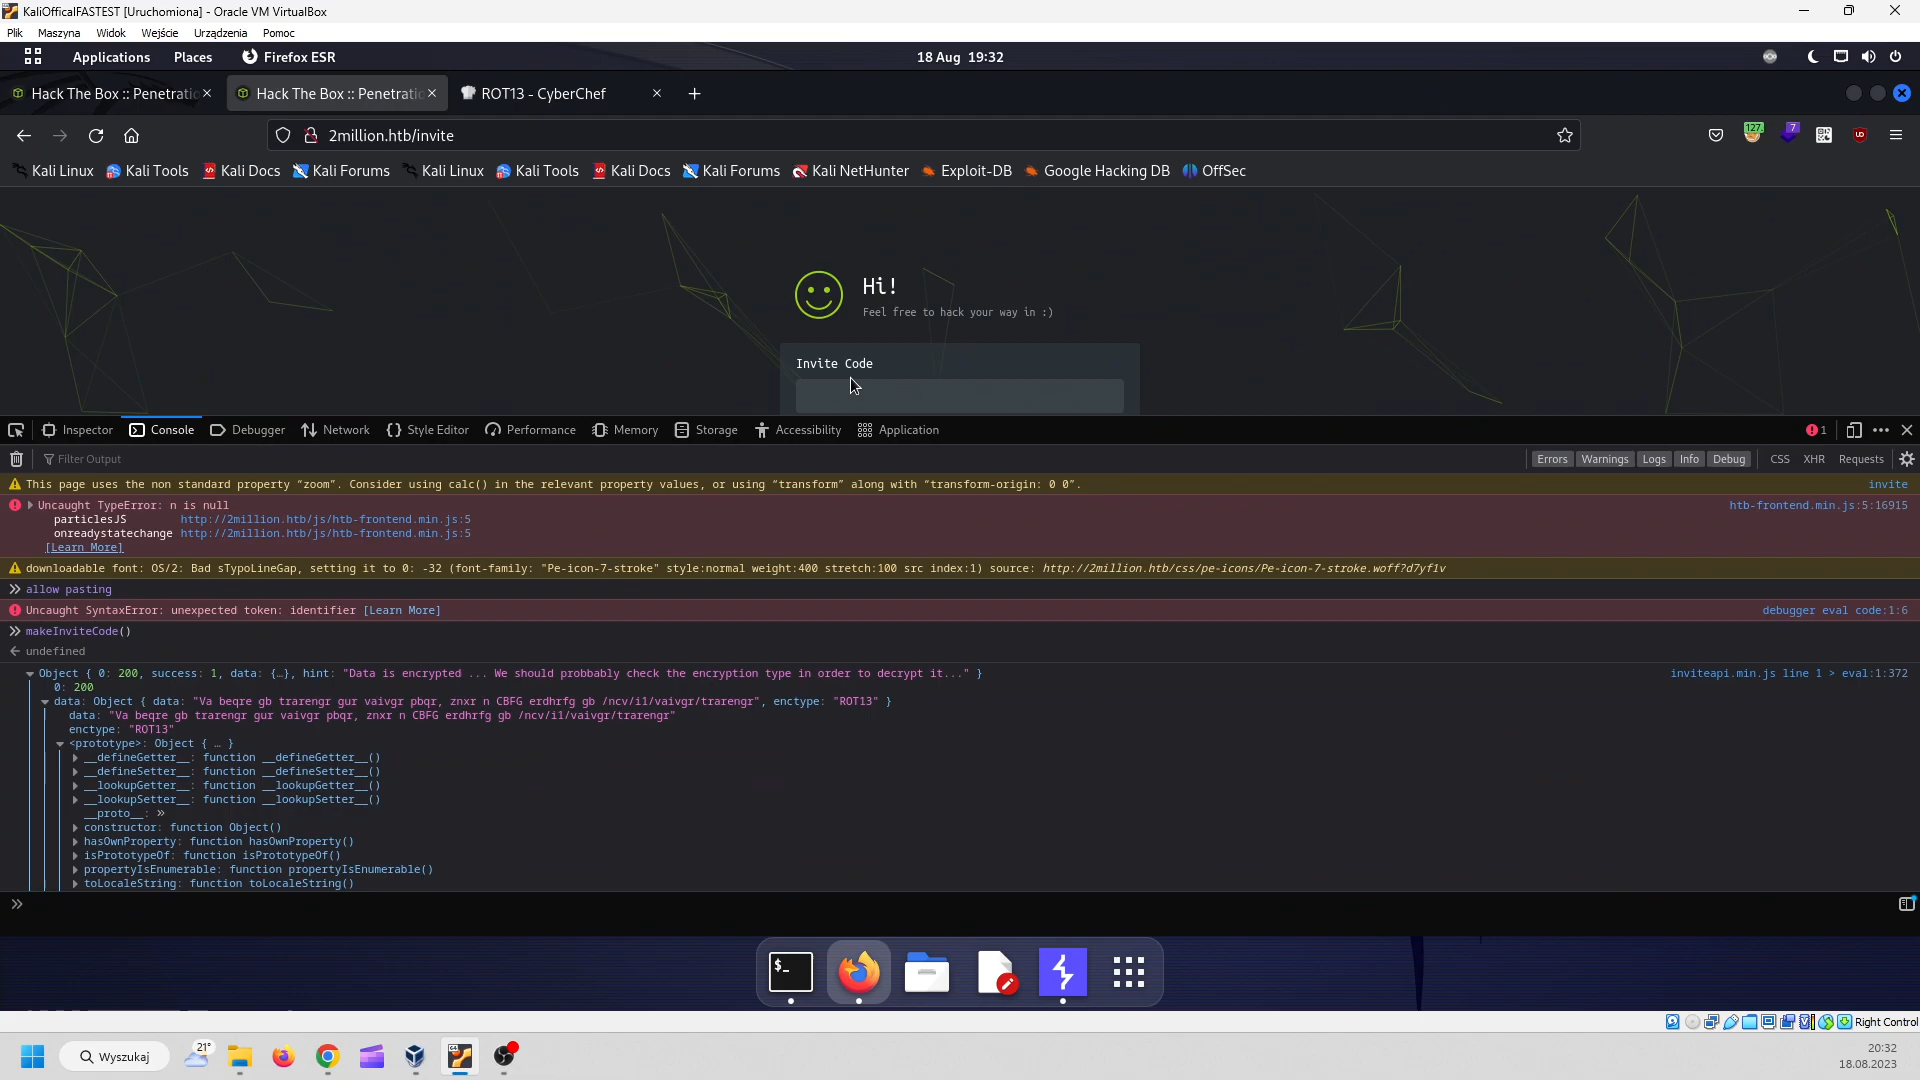 KaliOfficalFASTEST [Uruchomiona] - Oracle VM VirtualBox
Plik Maszyna Widok Wejście Urządzenia Pomoc
Applications Places Firefox ESR 18 Aug 19:32
Hack The Box :: Penetratio Hack The Box :: Penetratio ROT13 - CyberChef
2million.htb/invite 127. 7
Kali Linux Kali Tools Kali Docs Kali Forums Kali Linux Kali Tools Kali Docs Kali Forums Kali NetHunter Exploit-DB Google Hacking DB OffSec
Hi!
Feel free to hack your way in :)
Invite Code
Inspector Console Debugger Network Style Editor Performance Memory Storage Accessibility Application 1
Filter Output Errors Warnings Logs Info Debug CSS XHR Requests
This page uses the non standard property “zoom”. Consider using calc() in the relevant property values, or using “transform” along with “transform-origin: 0 0”. invite
Uncaught TypeError: n is null htb-frontend.min.js:5:16915
particlesJS http://2million.htb/js/htb-frontend.min.js:5
onreadystatechange http://2million.htb/js/htb-frontend.min.js:5
[Learn More]
downloadable font: OS/2: Bad sTypoLineGap, setting it to 0: -32 (font-family: "Pe-icon-7-stroke" style:normal weight:400 stretch:100 src index:1) source: http://2million.htb/css/pe-icons/Pe-icon-7-stroke.woff?d7yf1v
>> allow pasting
Uncaught SyntaxError: unexpected token: identifier [Learn More] debugger eval code:1:6
>> makeInviteCode()
← undefined
Object { 0: 200, success: 1, data: {…}, hint: "Data is encrypted ... We should probbably check the encryption type in order to decrypt it..." } inviteapi.min.js line 1 > eval:1:372
0: 200
data: Object { data: "Va beqre gb trarengr gur vaivgr pbqr, znxr n CBFG erdhrfg gb /ncv/i1/vaivgr/trarengr", enctype: "ROT13" }
data: "Va beqre gb trarengr gur vaivgr pbqr, znxr n CBFG erdhrfg gb /ncv/i1/vaivgr/trarengr"
enctype: "ROT13"
<prototype>: Object { … }
__defineGetter__: function __defineGetter__()
__defineSetter__: function __defineSetter__()
__lookupGetter__: function __lookupGetter__()
__lookupSetter__: function __lookupSetter__()
__proto__: >>
constructor: function Object()
hasOwnProperty: function hasOwnProperty()
isPrototypeOf: function isPrototypeOf()
propertyIsEnumerable: function propertyIsEnumerable()
toLocaleString: function toLocaleString()
>>
$_
Right Control
Wyszukaj 21° 64 20:32
18.08.2023